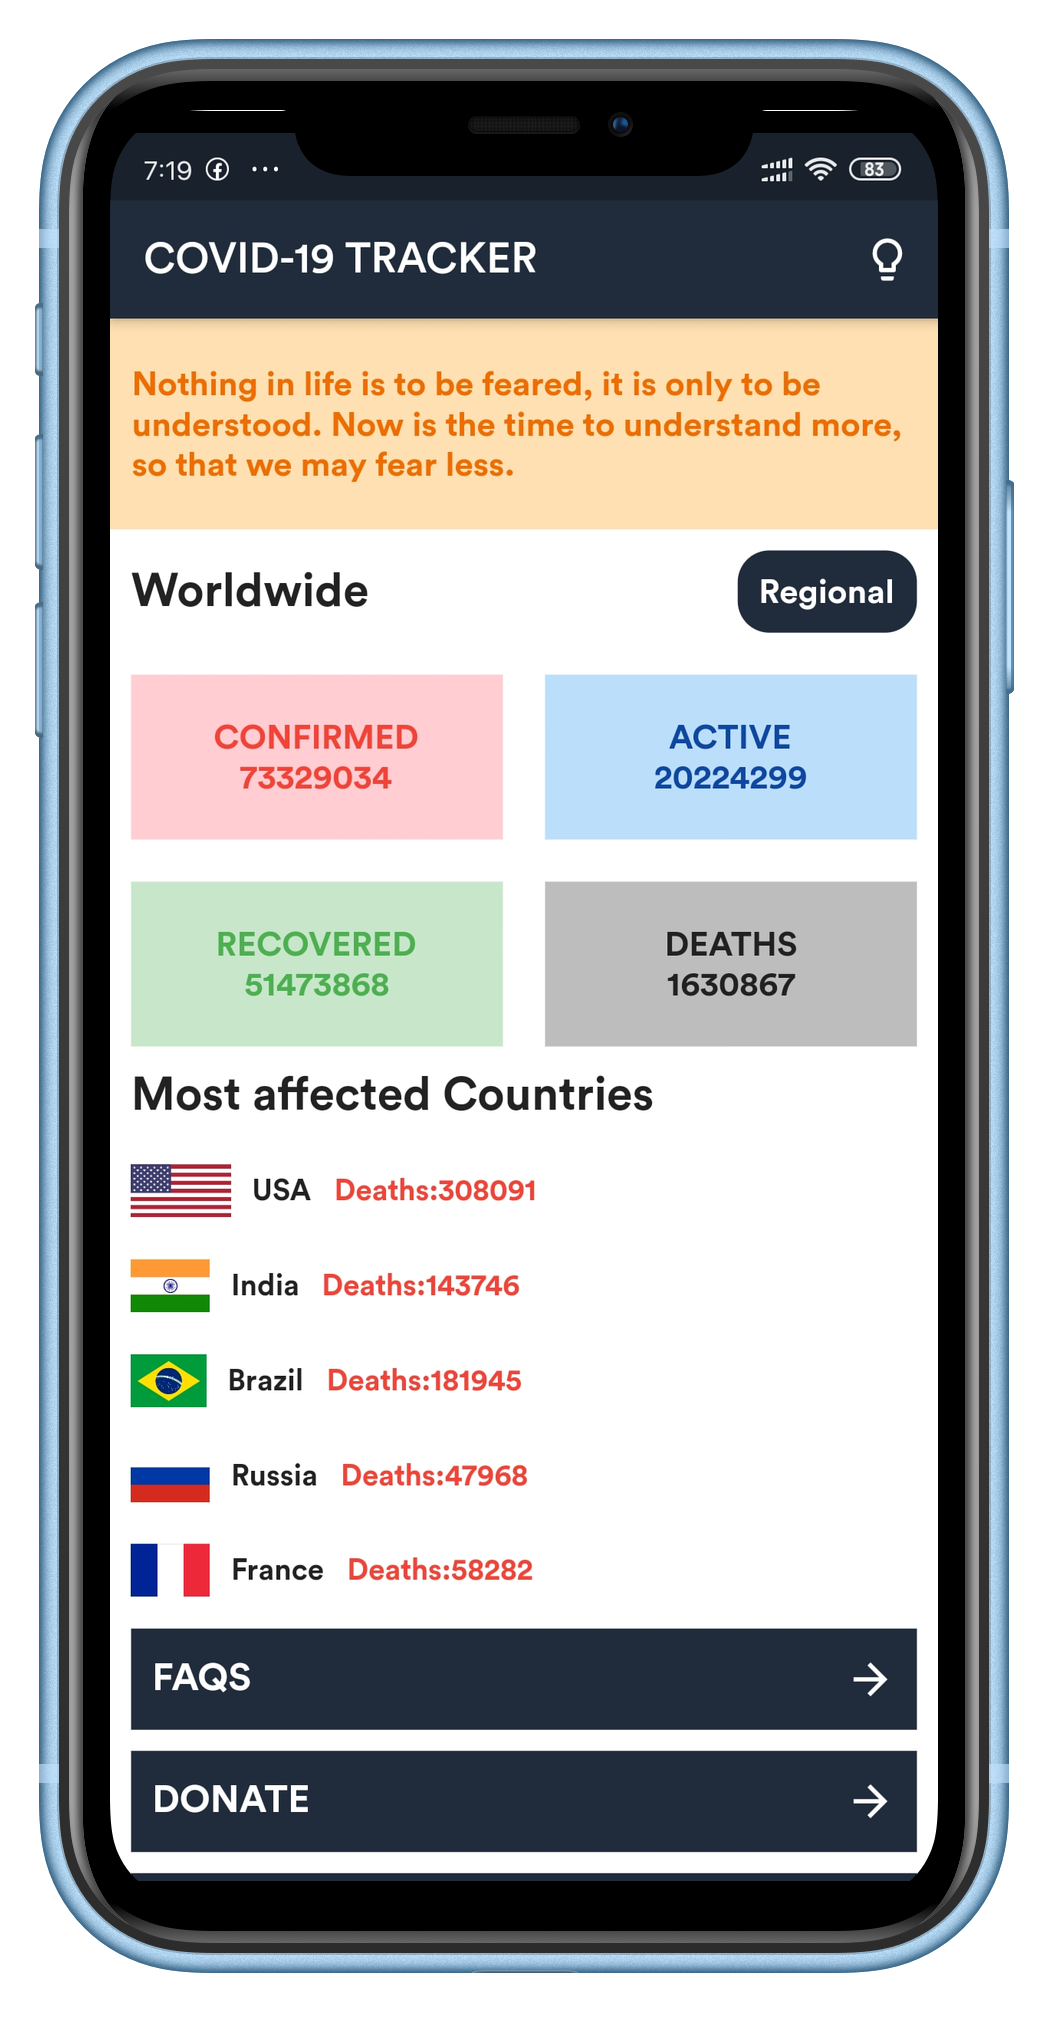 7:19
83
COVID-19 TRACKER
Nothing in life is to be feared, it is only to be
understood. Now is the time to understand more,
so that we may fear less.
Worldwide
Regional
CONFIRMED
73329034
ACTIVE
20224299
RECOVERED
51473868
DEATHS
1630867
Most affected Countries
USA Deaths:308091
India Deaths:143746
Brazil Deaths:181945
Russia Deaths:47968
France Deaths:58282
FAQS
DONATE